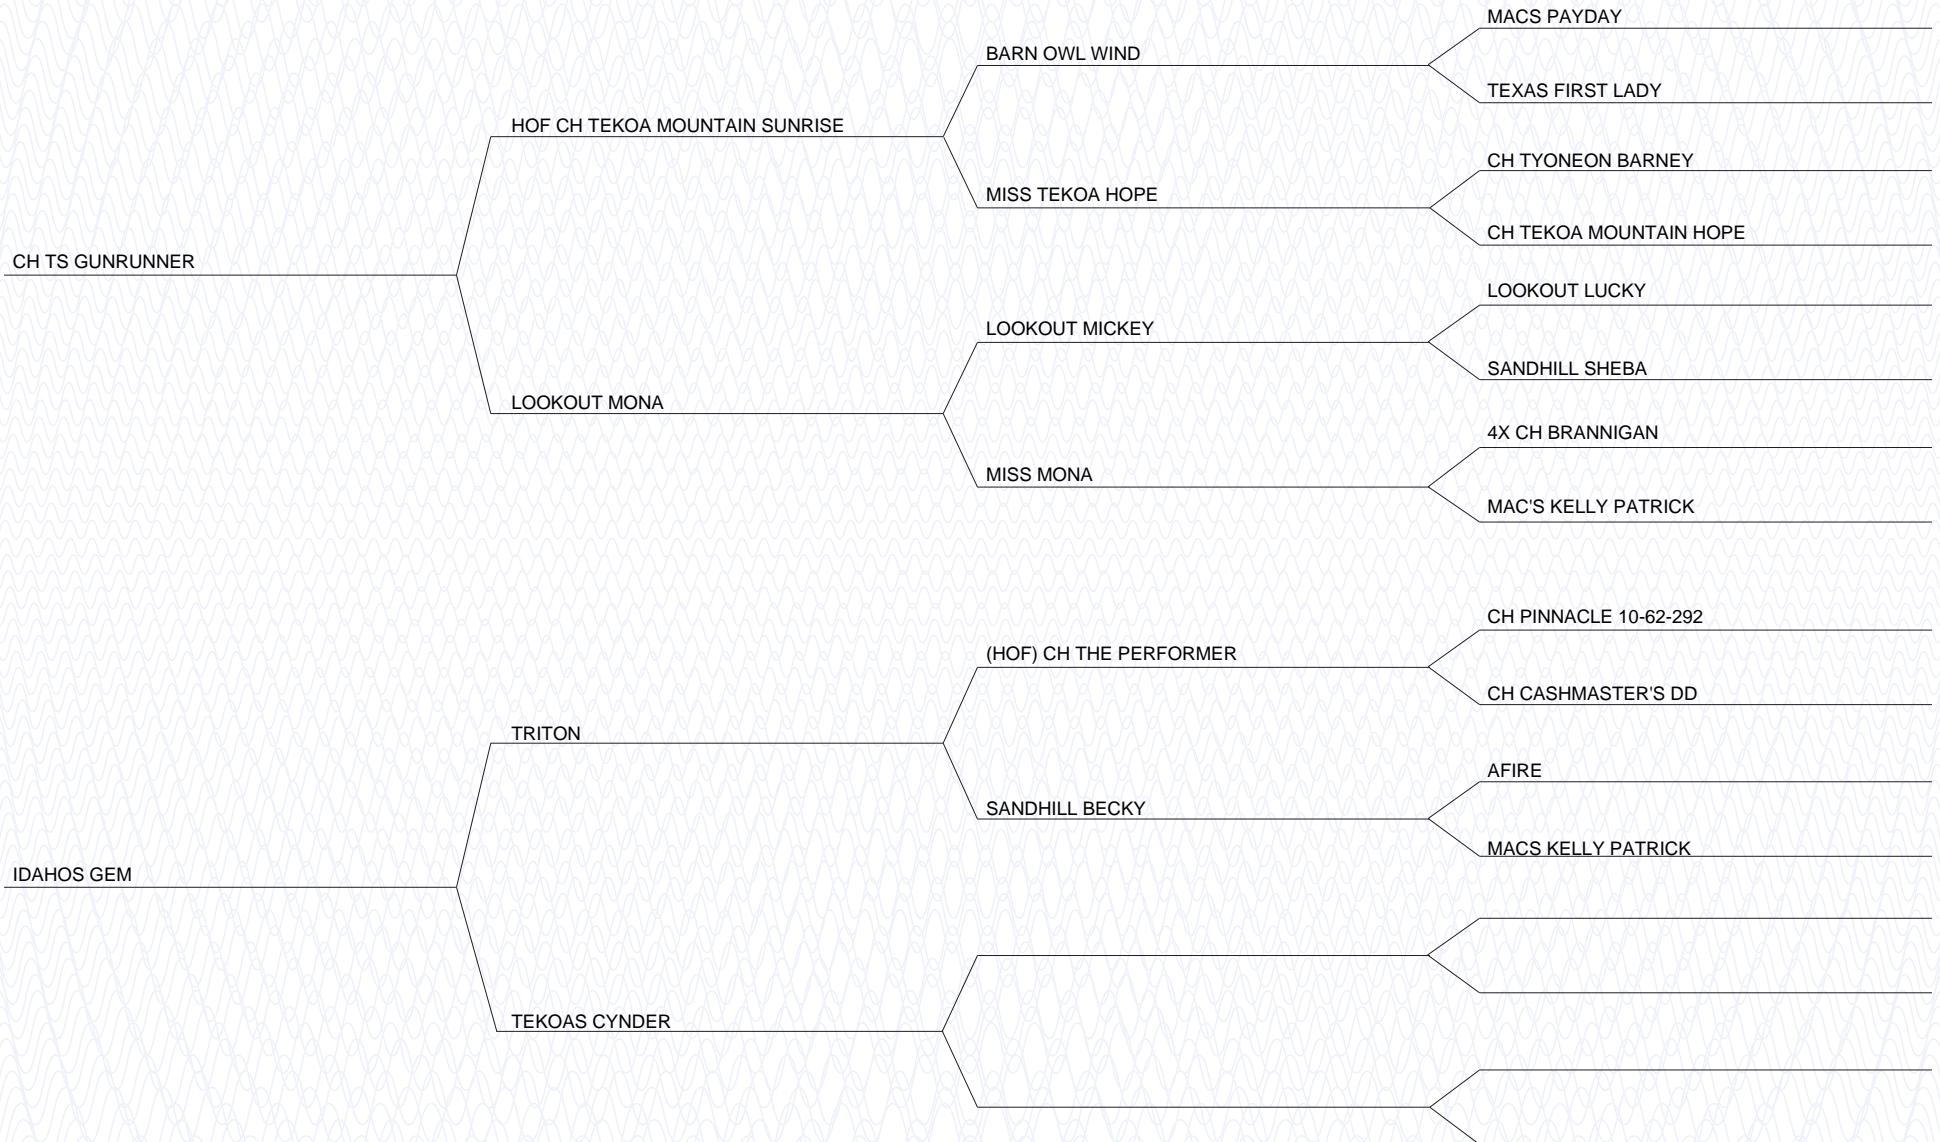 MACS PAYDAY
BARN OWL WIND
TEXAS FIRST LADY
HOF CH TEKOA MOUNTAIN SUNRISE
CH TYONEON BARNEY
MISS TEKOA HOPE
CH TEKOA MOUNTAIN HOPE
CH TS GUNRUNNER
LOOKOUT LUCKY
LOOKOUT MICKEY
SANDHILL SHEBA
LOOKOUT MONA
4X CH BRANNIGAN
MISS MONA
MAC'S KELLY PATRICK
CH PINNACLE 10-62-292
(HOF) CH THE PERFORMER
CH CASHMASTER'S DD
TRITON
AFIRE
SANDHILL BECKY
MACS KELLY PATRICK
IDAHOS GEM
TEKOAS CYNDER